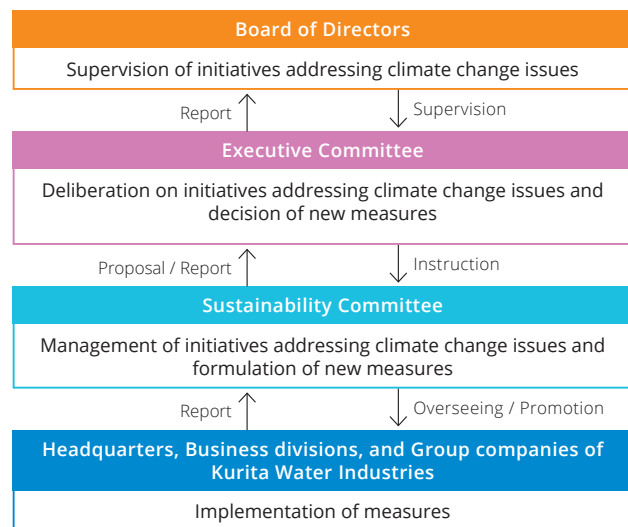 Board of Directors
Supervision of initiatives addressing climate change issues
Report
Supervision
Executive Committee
Deliberation on initiatives addressing climate change issues and
decision of new measures
Proposal / Report
Instruction
Sustainability Committee
Management of initiatives addressing climate change issues and
formulation of new measures
Report
Overseeing / Promotion
Headquarters, Business divisions, and Group companies of
Kurita Water Industries
Implementation of measures